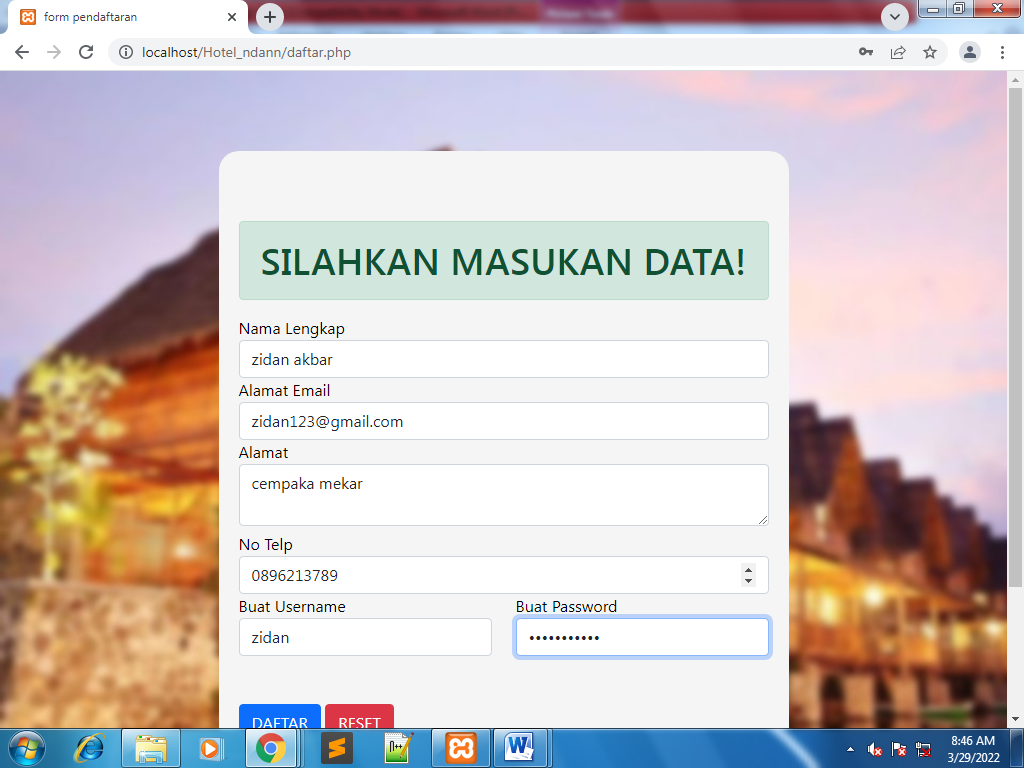 form pendaftaran
localhost/Hotel_ndann/daftar.php
SILAHKAN MASUKAN DATA!
Nama Lengkap
zidan akbar
Alamat Email
zidan123@gmail.com
Alamat
cempaka mekar
No Telp
0896213789
Buat Username Buat Password
zidan •••••••••••
DAFTAR RESET
8:46 AM
3/29/2022